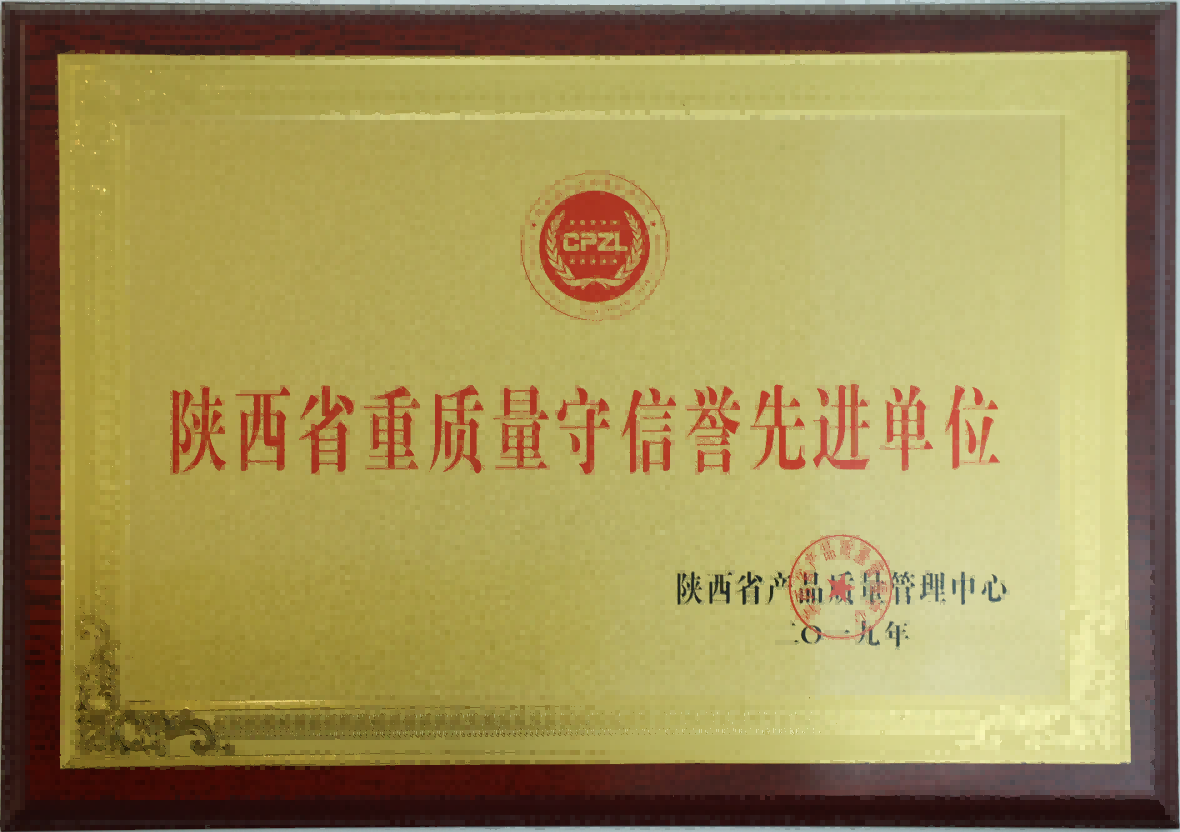 CPZL
陕西省重质量守信誉先进单位
陕西省产品质量管理中心
二〇一九年